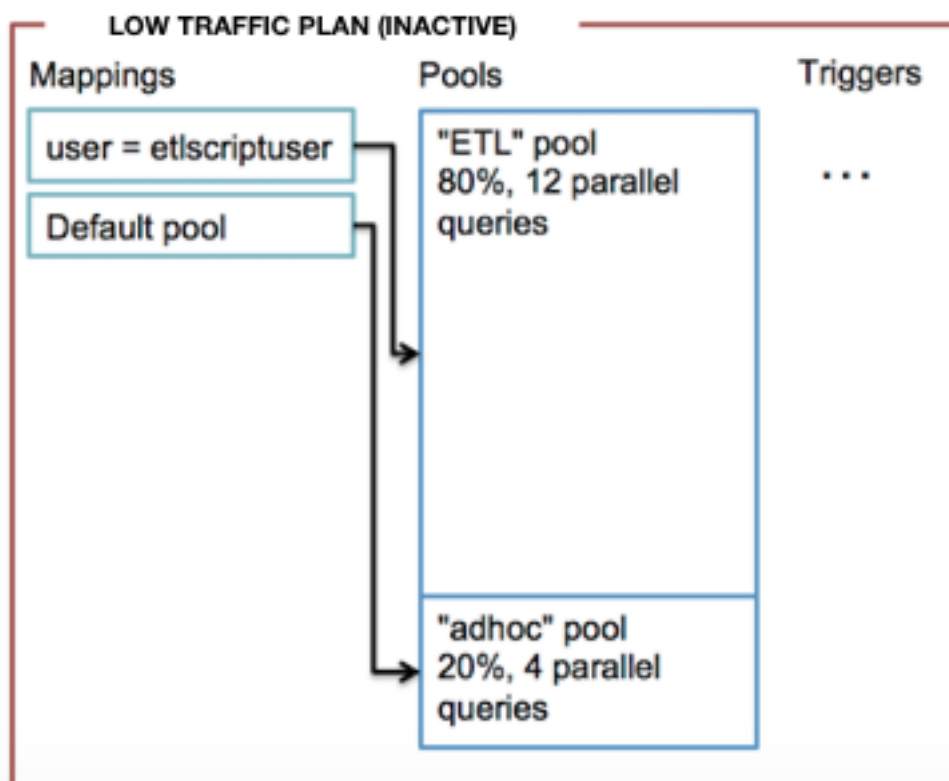 LOW TRAFFIC PLAN (INACTIVE)
Mappings
Pools
Triggers
user = etlscriptuser
Default pool
"ETL" pool
80%, 12 parallel
queries
...
"adhoc" pool
20%, 4 parallel
queries